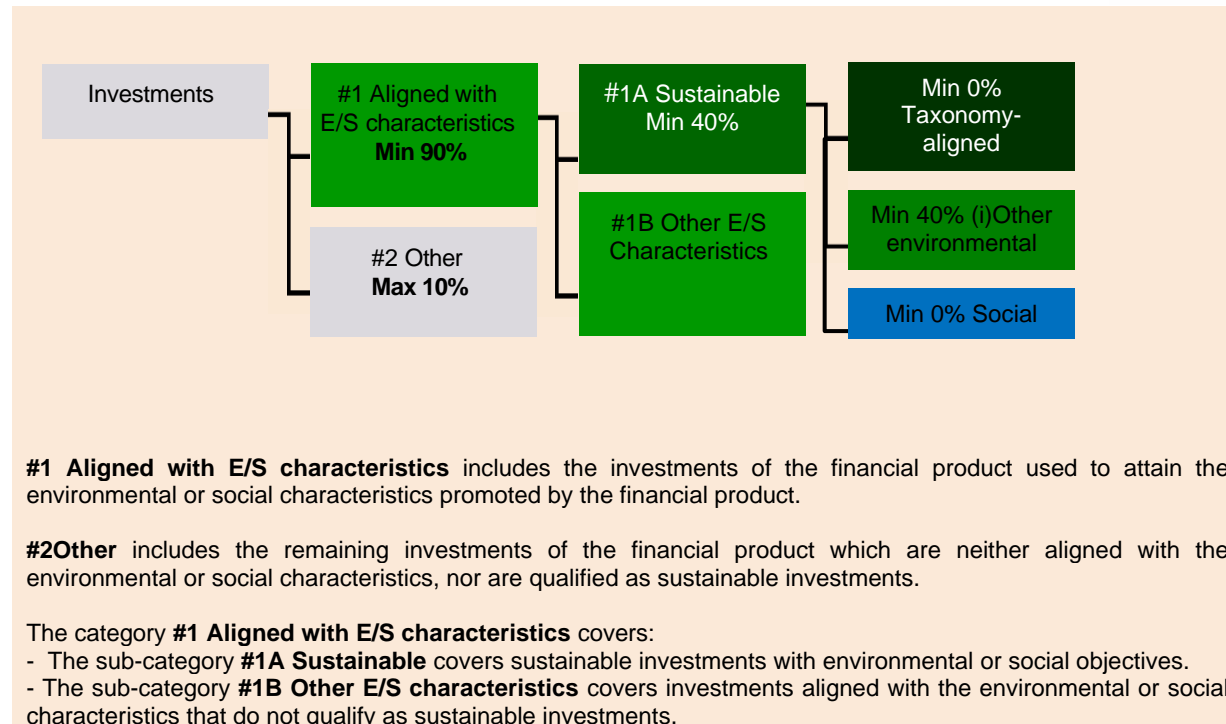 Investments
#1 Aligned with
E/S characteristics
Min 90%
#2 Other
Max 10%
#1A Sustainable
Min 40%
#1B Other E/S
Characteristics
Min 0%
Taxonomy-
aligned
Min 40% (i)Other
environmental
Min 0% Social
#1 Aligned with E/S characteristics includes the investments of the financial product used to attain the
environmental or social characteristics promoted by the financial product.
#2Other includes the remaining investments of the financial product which are neither aligned with the
environmental or social characteristics, nor are qualified as sustainable investments.
The category #1 Aligned with E/S characteristics covers:
- The sub-category #1A Sustainable covers sustainable investments with environmental or social objectives.
- The sub-category #1B Other E/S characteristics covers investments aligned with the environmental or social
characteristics that do not qualify as sustainable investments.